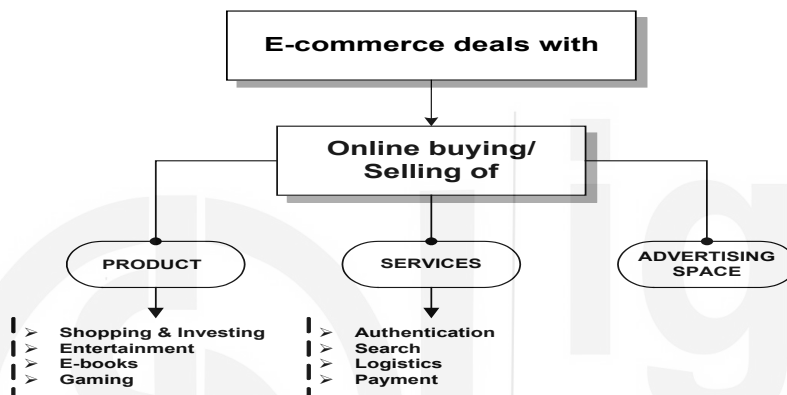 E-commerce deals with
Online buying/
Selling of
PRODUCT
SERVICES
ADVERTISING
SPACE
➢ Shopping & Investing
➢ Entertainment
➢ E-books
➢ Gaming
➢ Authentication
➢ Search
➢ Logistics
➢ Payment
ig